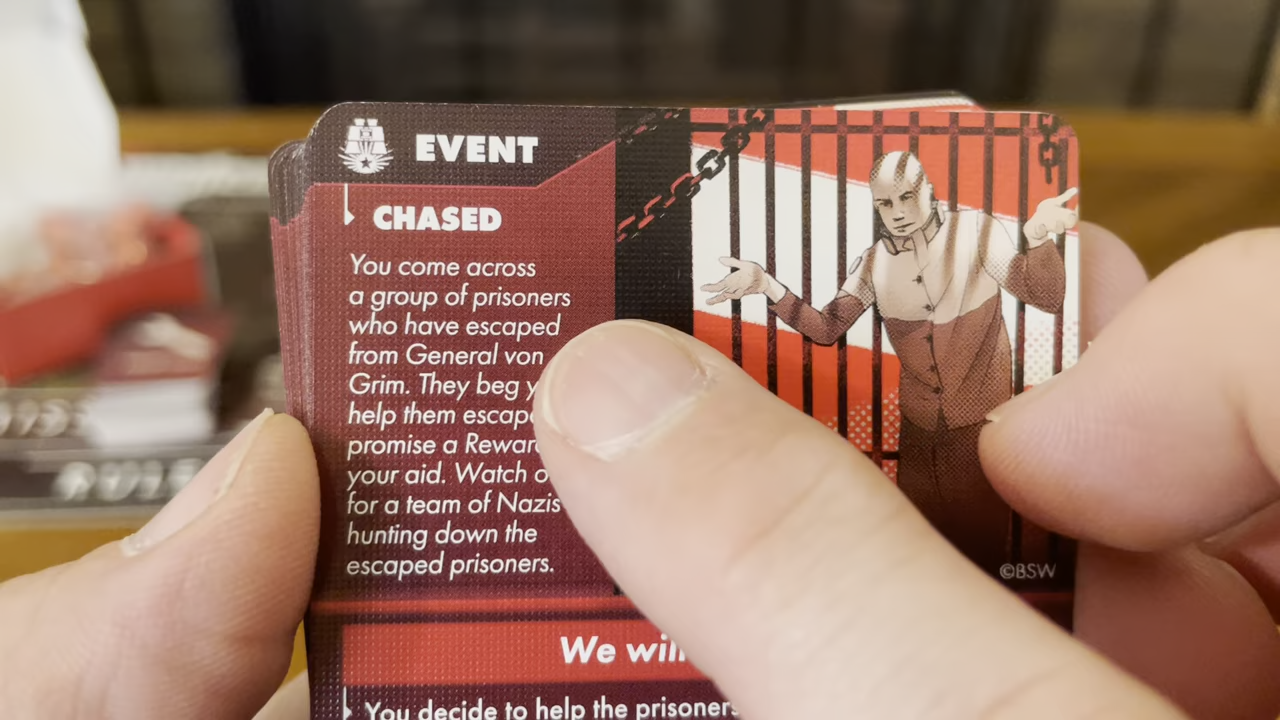 EVENT
CHASED
You come across
a group of prisoners
who have escaped
from General von
Grim. They beg
help them
promise a
your aid. Watch
for a team of Nazis
hunting down the
escaped prisoners.
©BSW
We will
You decide to help the prisoners